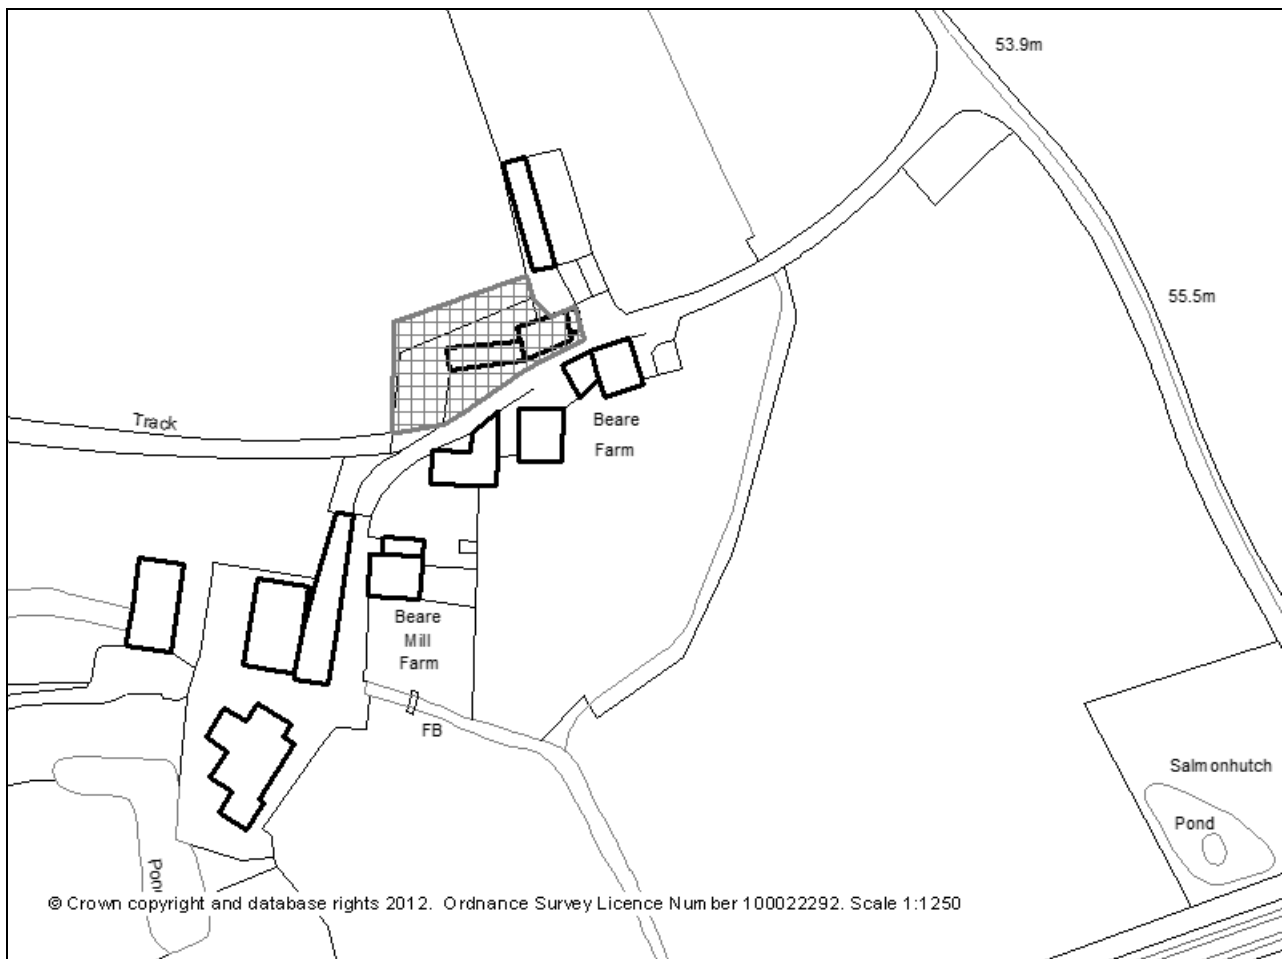 53.9m
55.5m
Track
Beare
Farm
Beare
Mill
Farm
FB
Salmonhutch
Pond
© Crown copyright and database rights 2012. Ordnance Survey Licence Number 100022292. Scale 1:1250